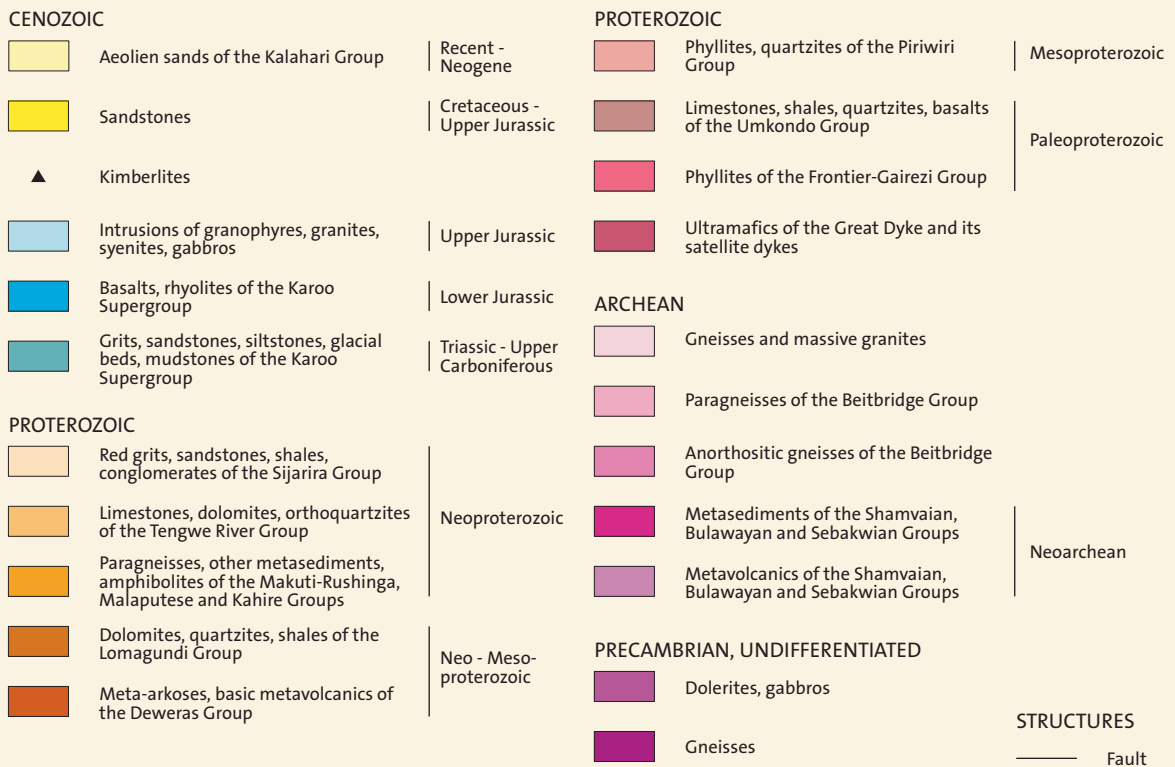 CENOZOIC
Aeolien sands of the Kalahari Group
Recent -
Neogene
Sandstones
Cretaceous -
Upper Jurassic
Kimberlites
Intrusions of granophyres, granites,
syenites, gabbros
Upper Jurassic
Basalts, rhyolites of the Karoo
Supergroup
Lower Jurassic
Grits, sandstones, siltstones, glacial
beds, mudstones of the Karoo
Supergroup
Triassic - Upper
Carboniferous
PROTEROZOIC
Red grits, sandstones, shales,
conglomerates of the Sijarira Group
Limestones, dolomites, orthoquartzites
of the Tengwe River Group
Neoproterozoic
Paragneisses, other metasediments,
amphibolites of the Makuti-Rushinga,
Malaputese and Kahire Groups
Dolomites, quartzites, shales of the
Lomagundi Group
Neo - Meso-
proterozoic
Meta-arkoses, basic metavolcanics of
the Deweras Group
PROTEROZOIC
Phyllites, quartzites of the Piriwiri
Group
Mesoproterozoic
Limestones, shales, quartzites, basalts
of the Umkondo Group
Paleoproterozoic
Phyllites of the Frontier-Gairezi Group
Ultramafics of the Great Dyke and its
satellite dykes
ARCHEAN
Gneisses and massive granites
Paragneisses of the Beitbridge Group
Anorthositic gneisses of the Beitbridge
Group
Metasediments of the Shamvaian,
Bulawayan and Sebakwian Groups
Neoarchean
Metavolcanics of the Shamvaian,
Bulawayan and Sebakwian Groups
PRECAMBRIAN, UNDIFFERENTIATED
Dolerites, gabbros
Gneisses
STRUCTURES
Fault